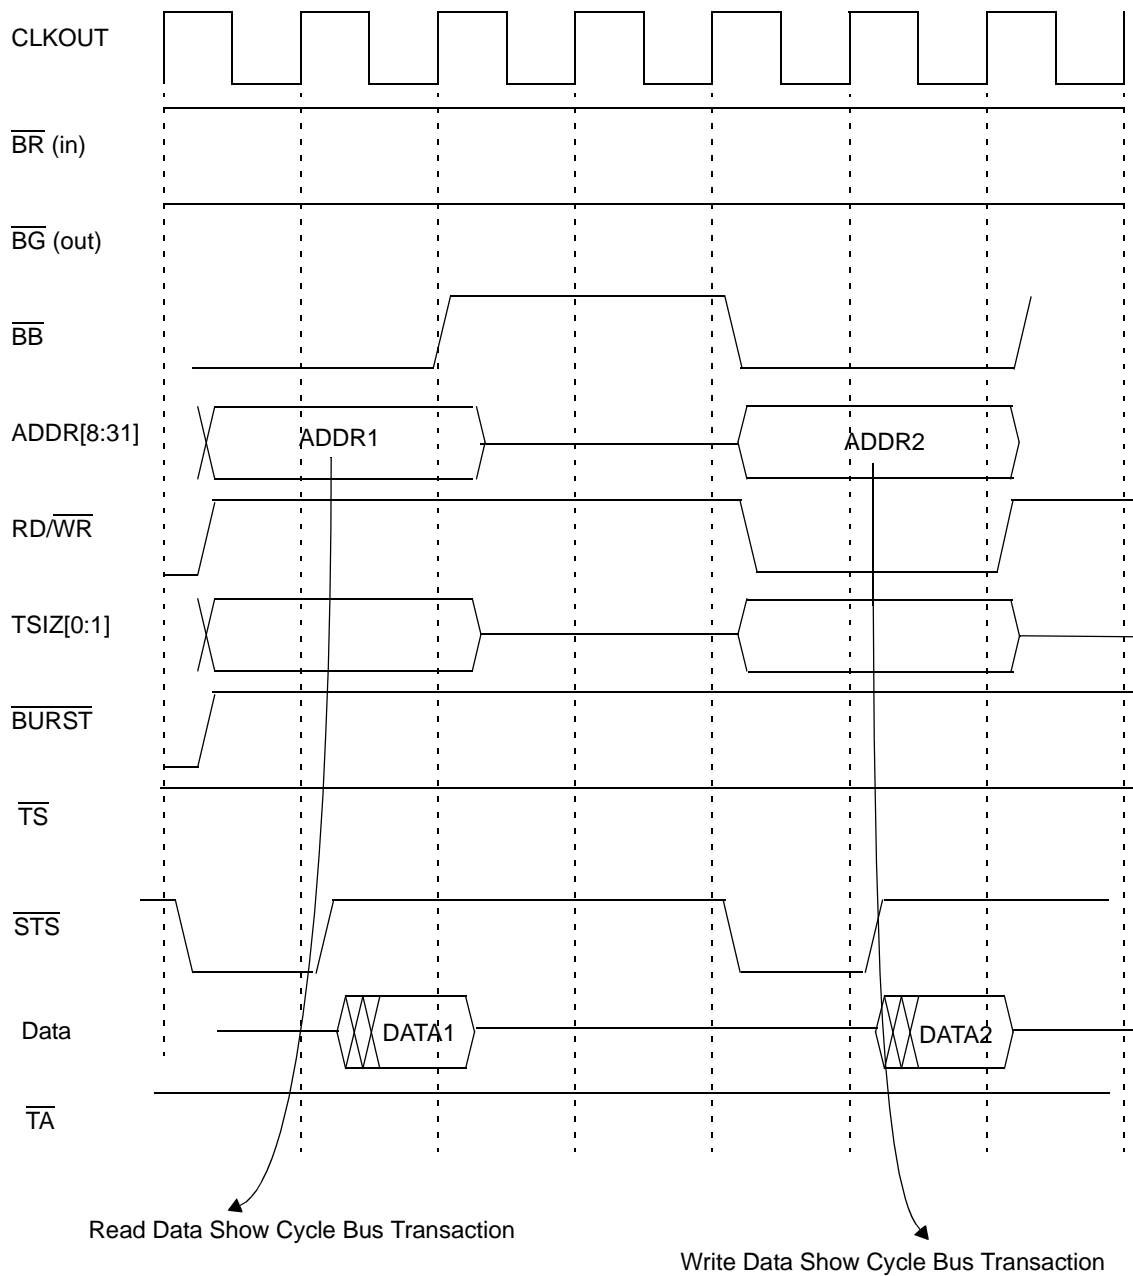 CLKOUT
BR (in)
BG (out)
BB
ADDR[8:31]
ADDR1
ADDR2
RD/WR
TSIZ[0:1]
BURST
TS
STS
Data
DATA1
DATA2
TA
Read Data Show Cycle Bus Transaction
Write Data Show Cycle Bus Transaction